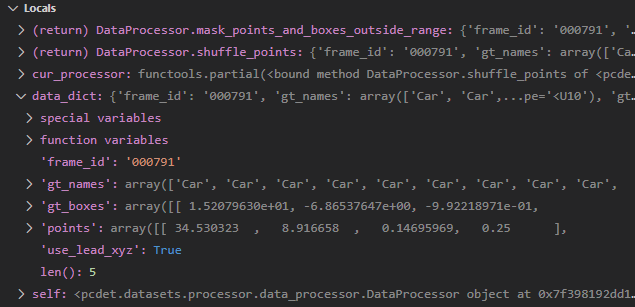 Locals
(return) DataProcessor.mask_points_and_boxes_outside_range: {'frame_id': '000791', '
(return) DataProcessor.shuffle_points: {'frame_id': '000791', 'gt_names': array(['Ca
cur_processor: functools.partial(<bound method DataProcessor.shuffle_points of <pcde
data_dict: {'frame_id': '000791', 'gt_names': array(['Car', 'Car',...pe='<U10'), 'gt
special variables
function variables
'frame_id': '000791'
'gt_names': array(['Car', 'Car', 'Car', 'Car', 'Car', 'Car', 'Car', 'Car', 'Car',
'gt_boxes': array([[ 1.52079630e+01, -6.86537647e+00, -9.92218971e-01,
'points': array([[ 34.530323 , 8.916658 , 0.14695969, 0.25 ],
'use_lead_xyz': True
len(): 5
self: <pcdet.datasets.processor.data_processor.DataProcessor object at 0x7f398192dd1